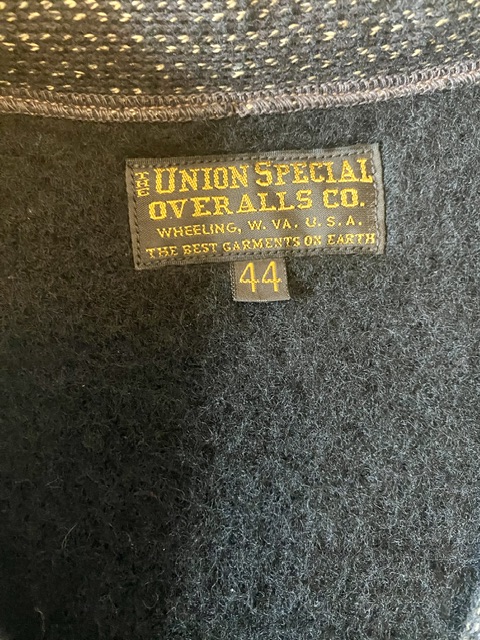 THE UNION SPECIAL
OVERALLS CO.
WHEELING, W. VA. U.S.A.
THE BEST GARMENTS ON EARTH
44